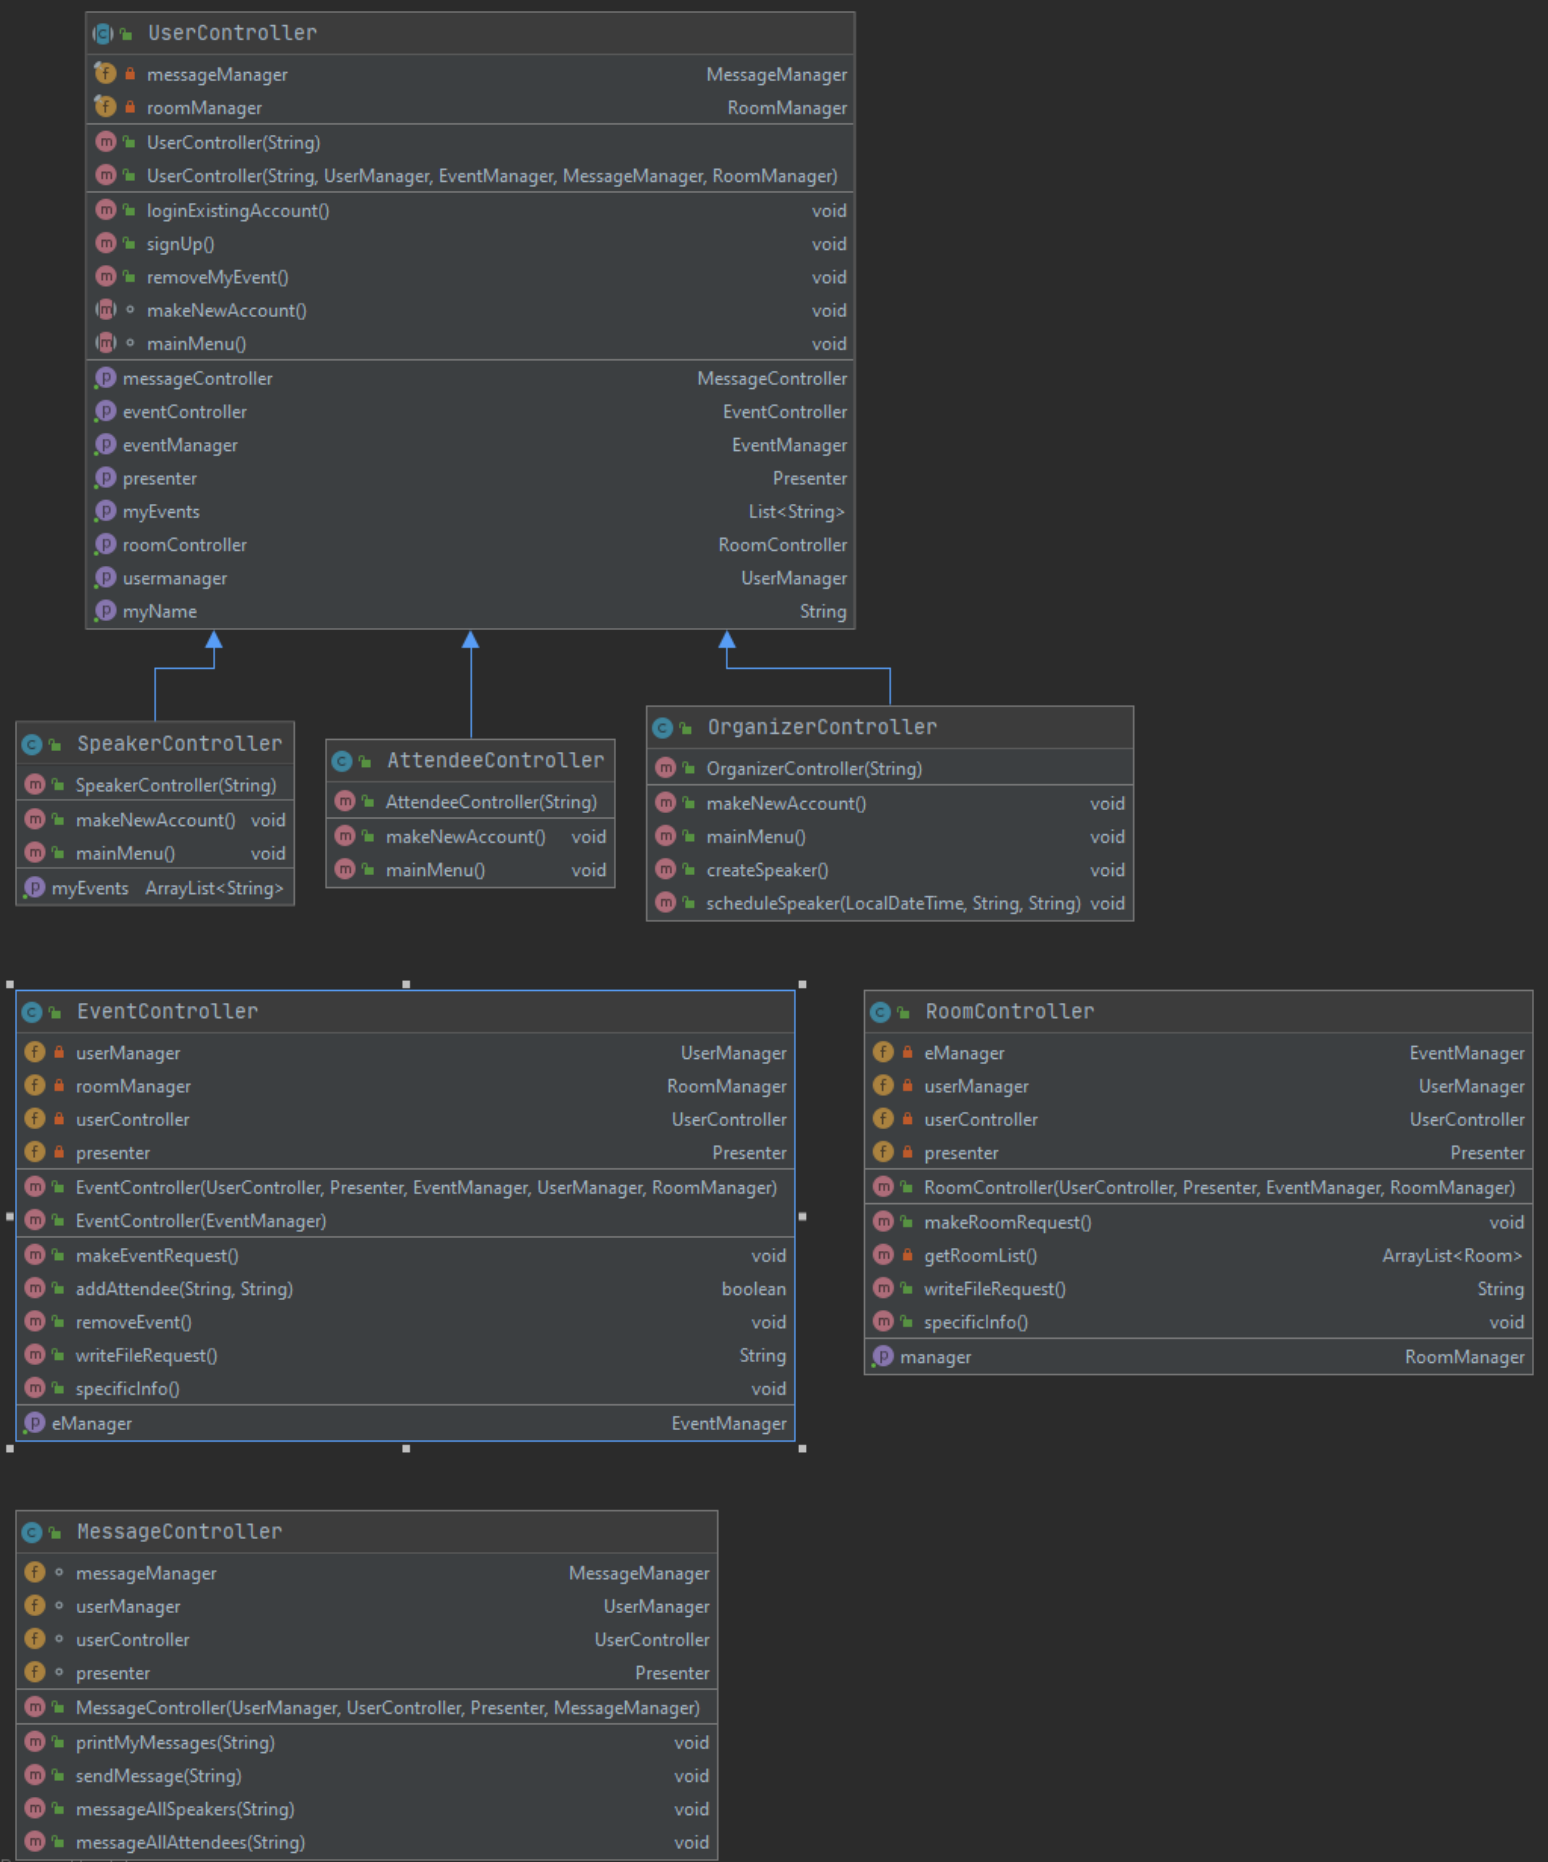 UserController
messageManager MessageManager
roomManager RoomManager
UserController(String)
UserController(String, UserManager, EventManager, MessageManager, RoomManager)
loginExistingAccount() void
signUp() void
removeMyEvent() void
makeNewAccount() void
mainMenu() void
messageController MessageController
eventController EventController
eventManager EventManager
presenter Presenter
myEvents List<String>
roomController RoomController
usermanager UserManager
myName String
SpeakerController
SpeakerController(String)
makeNewAccount() void
mainMenu() void
myEvents ArrayList<String>
AttendeeController
AttendeeController(String)
makeNewAccount() void
mainMenu() void
OrganizerController
OrganizerController(String)
makeNewAccount() void
mainMenu() void
createSpeaker() void
scheduleSpeaker(LocalDateTime, String, String) void
EventController
userManager UserManager
roomManager RoomManager
userController UserController
presenter Presenter
EventController(UserController, Presenter, EventManager, UserManager, RoomManager)
EventController(EventManager)
makeEventRequest() void
addAttendee(String, String) boolean
removeEvent() void
writeFileRequest() String
specificInfo() void
eManager EventManager
RoomController
eManager EventManager
userManager UserManager
userController UserController
presenter Presenter
RoomController(UserController, Presenter, EventManager, RoomManager)
makeRoomRequest() void
getRoomList() ArrayList<Room>
writeFileRequest() String
specificInfo() void
manager RoomManager
MessageController
messageManager MessageManager
userManager UserManager
userController UserController
presenter Presenter
MessageController(UserManager, UserController, Presenter, MessageManager)
printMyMessages(String) void
sendMessage(String) void
messageAllSpeakers(String) void
messageAllAttendees(String) void